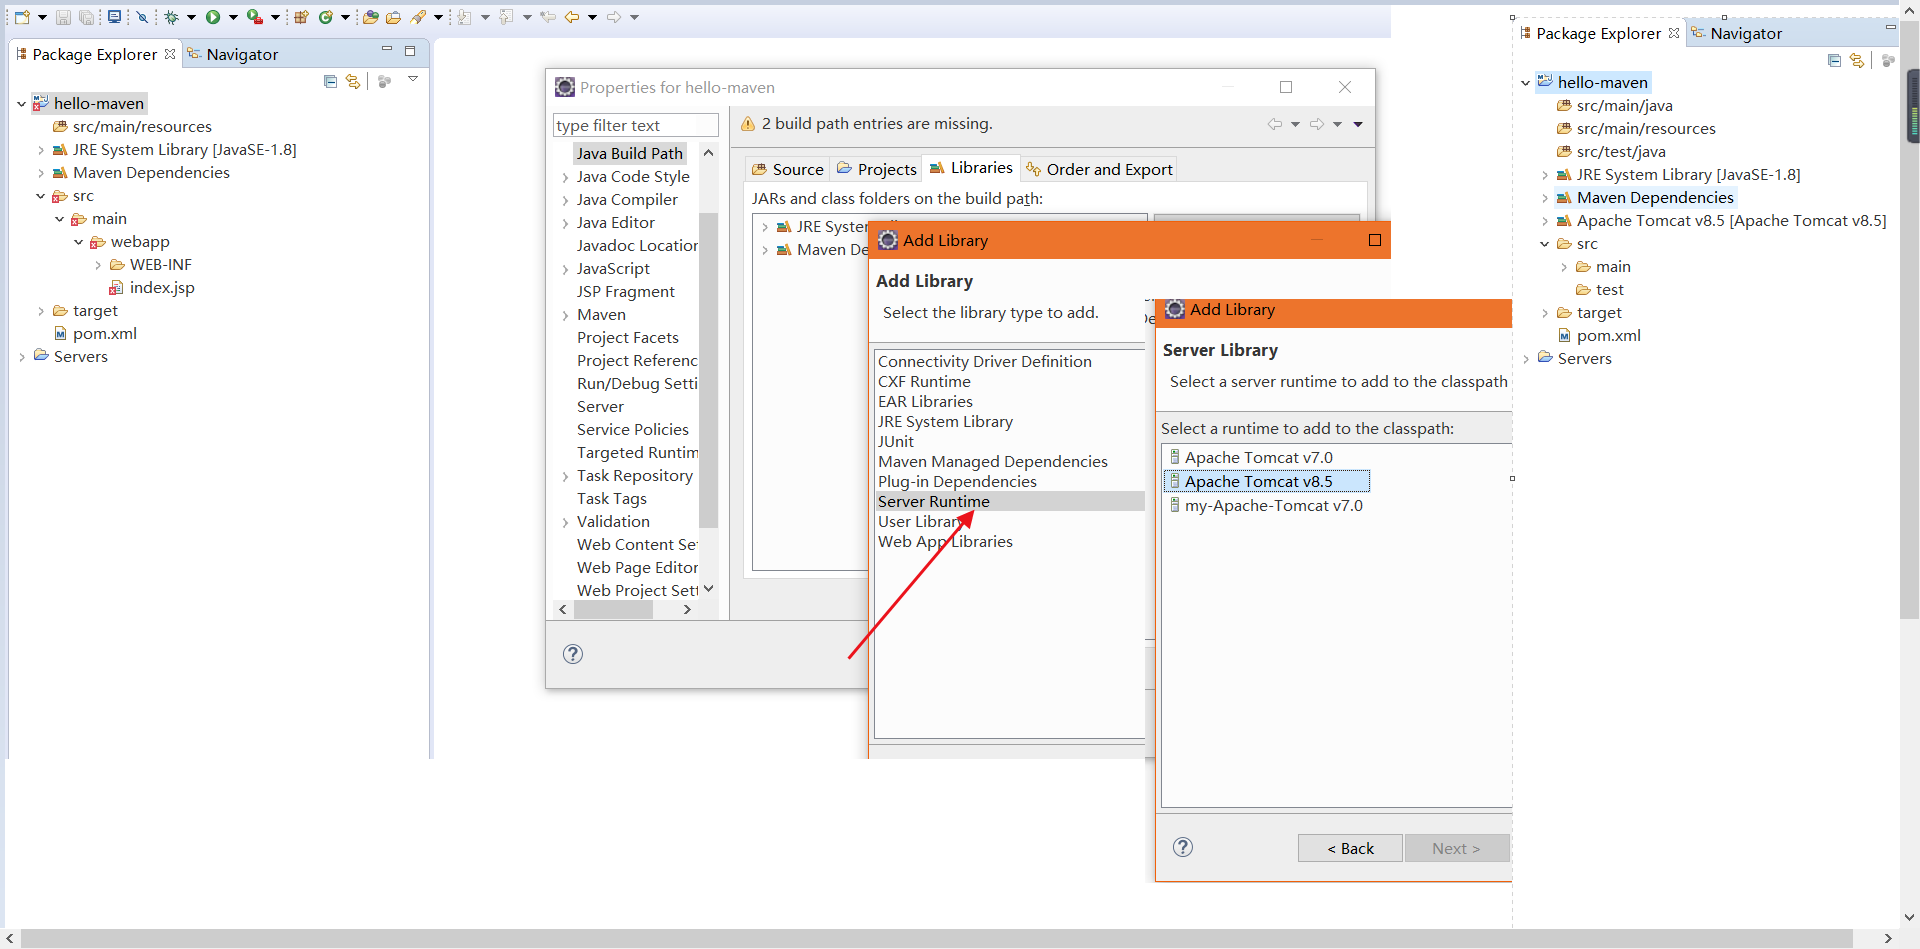 Package Explorer
Navigator
hello-maven
src/main/resources
JRE System Library [JavaSE-1.8]
Maven Dependencies
src
main
webapp
WEB-INF
index.jsp
target
pom.xml
Servers
Properties for hello-maven
type filter text
Java Build Path
Java Code Style
Java Compiler
Java Editor
Javadoc Location
JavaScript
JSP Fragment
Maven
Project Facets
Project Referenc
Run/Debug Setti
Server
Service Policies
Targeted Runtim
Task Repository
Task Tags
Validation
Web Content Set
Web Page Editor
Web Project Sett
2 build path entries are missing.
Source
Projects
Libraries
Order and Export
JARs and class folders on the build path:
JRE Syster
Maven De
Add Library
Add Library
Select the library type to add.
Connectivity Driver Definition
CXF Runtime
EAR Libraries
JRE System Library
JUnit
Maven Managed Dependencies
Plug-in Dependencies
Server Runtime
User Library
Web App Libraries
Add Library
Server Library
Select a server runtime to add to the classpath
Select a runtime to add to the classpath:
Apache Tomcat v7.0
Apache Tomcat v8.5
my-Apache-Tomcat v7.0
< Back
Next >
Package Explorer
Navigator
hello-maven
src/main/java
src/main/resources
src/test/java
JRE System Library [JavaSE-1.8]
Maven Dependencies
Apache Tomcat v8.5 [Apache Tomcat v8.5]
src
main
test
target
pom.xml
Servers